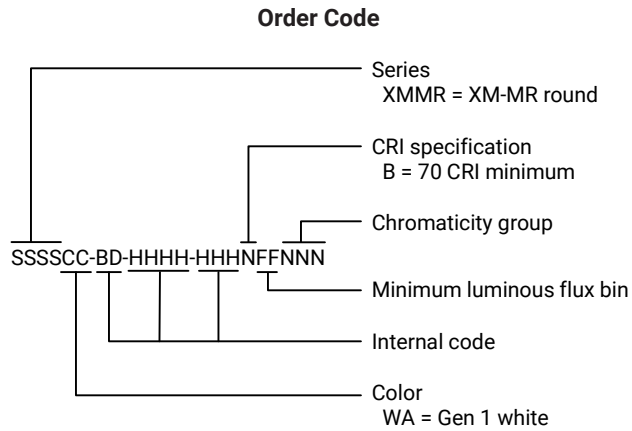 Order Code
Series
XMMR = XM-MR round
CRI specification
B = 70 CRI minimum
Chromaticity group
SSSSCC-BD-HHHH-HHHNFFNNN
Minimum luminous flux bin
Internal code
Color
WA = Gen 1 white